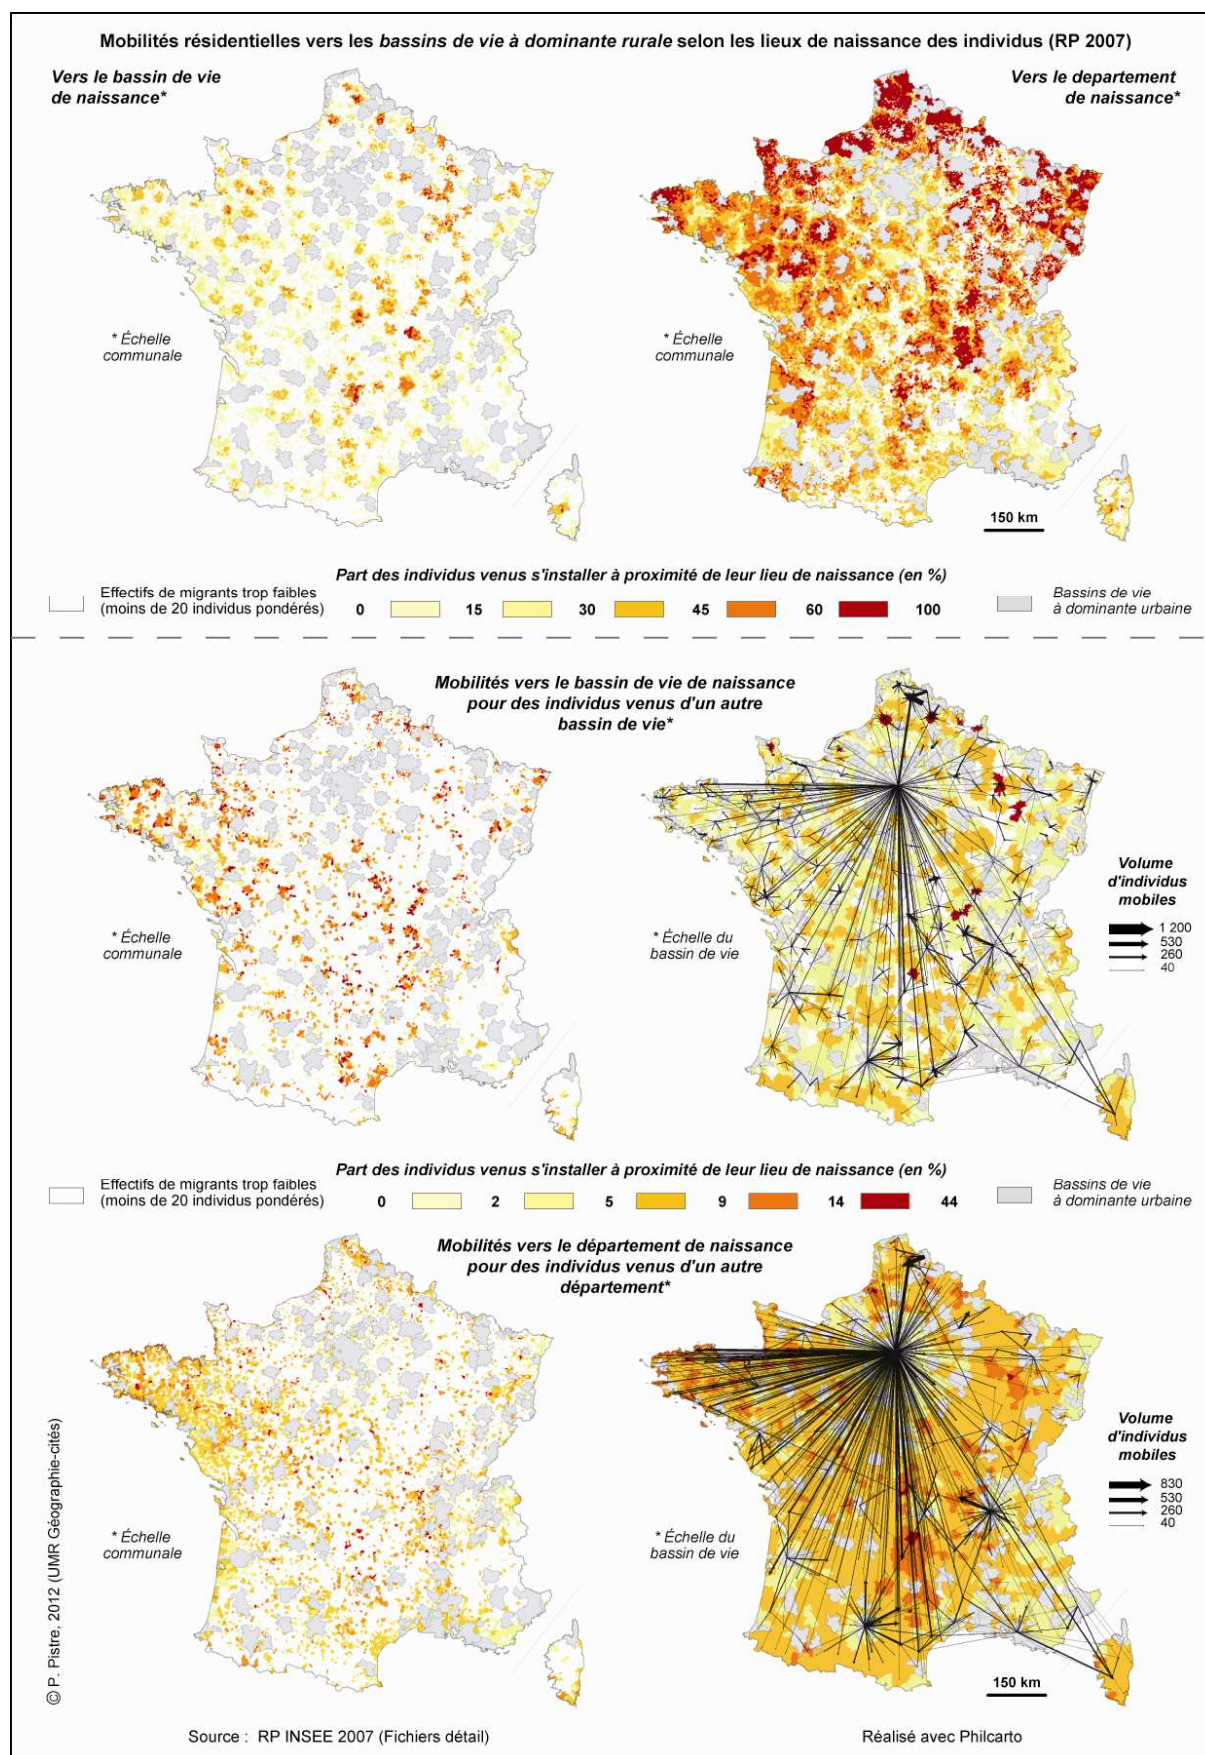 Mobilités résidentielles vers les bassins de vie à dominante rurale selon les lieux de naissance des individus (RP 2007)
Vers le bassin de vie
de naissance*
Vers le departement
de naissance*
* Échelle
communale
* Échelle
communale
150 km
Part des individus venus s'installer à proximité de leur lieu de naissance (en %)
Effectifs de migrants trop faibles
(moins de 20 individus pondérés)
0 15 30 45 60 100
Bassins de vie
à dominante urbaine
Mobilités vers le bassin de vie de naissance
pour des individus venus d'un autre
bassin de vie*
* Échelle
communale
* Échelle du
bassin de vie
Volume
d'individus
mobiles
1 200
530
260
40
Part des individus venus s'installer à proximité de leur lieu de naissance (en %)
Effectifs de migrants trop faibles
(moins de 20 individus pondérés)
0 2 5 9 14 44
Bassins de vie
à dominante urbaine
Mobilités vers le département de naissance
pour des individus venus d'un autre
département*
* Échelle
communale
* Échelle du
bassin de vie
Volume
d'individus
mobiles
830
530
260
40
150 km
© P. Pistre, 2012 (UMR Géographie-cités)
Source : RP INSEE 2007 (Fichiers détail)
Réalisé avec Philcarto